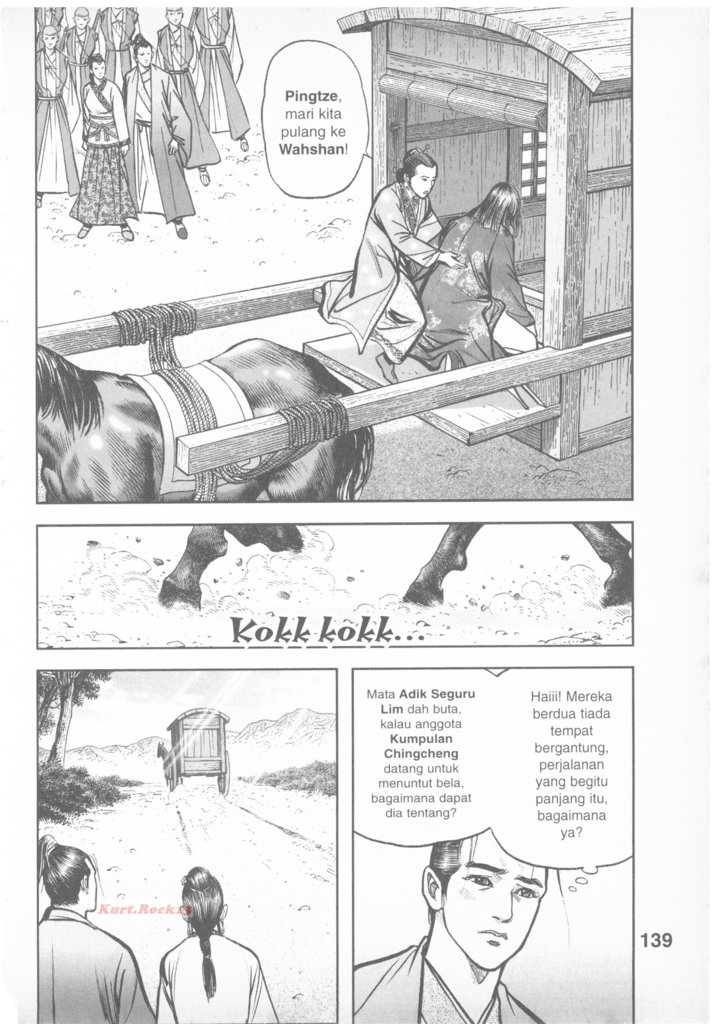 Pingtze,
mari kita
pulang ke
Wahshan!
Kokk kokk...
Mata Adik Seguru
Lim dah buta,
kalau anggota
Kumpulan
Chingcheng
datang untuk
menuntut bela,
bagaimana dapat
dia tentang?
Haiii! Mereka
berdua tiada
tempat
bergantung,
perjalanan
yang begitu
panjang itu,
bagaimana
ya?
139